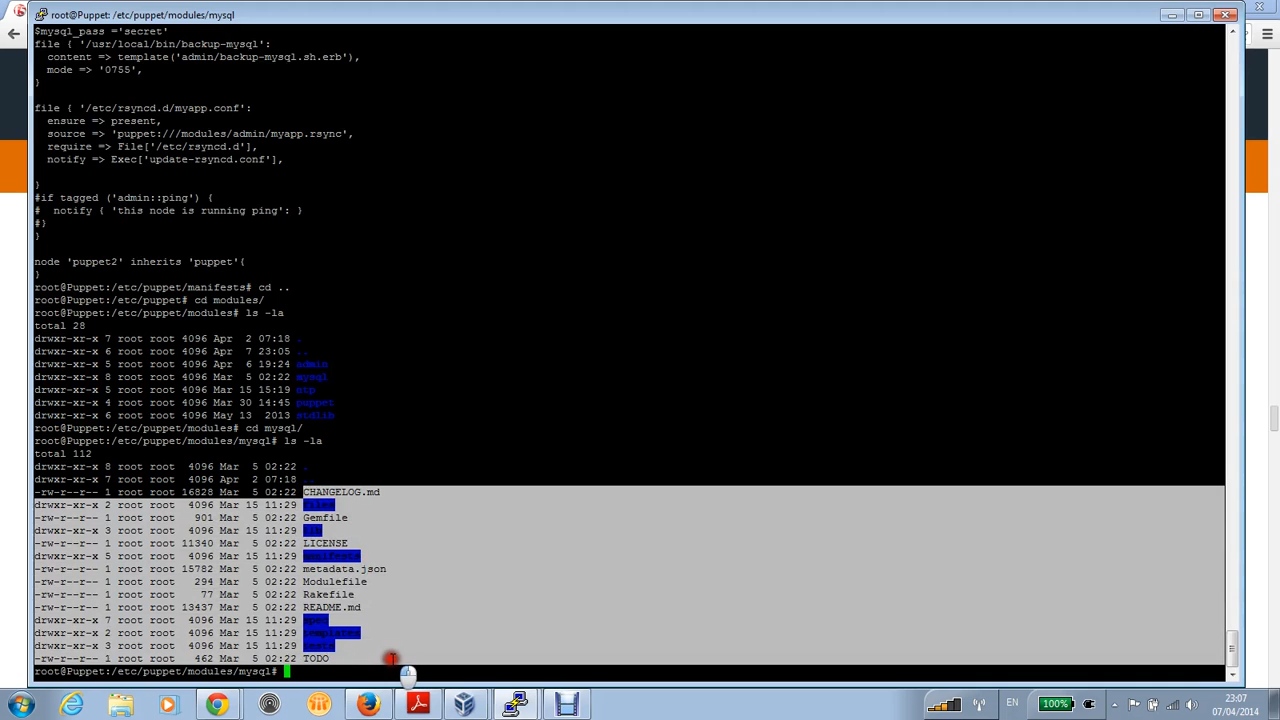 root@Puppet: /etc/puppet/modules/mysql
$mysql_pass ='secret'
file { '/usr/local/bin/backup-mysql':
content => template('admin/backup-mysql.sh.erb'),
mode => '0755',
}
file { '/etc/rsyncd.d/myapp.conf':
ensure => present,
source => 'puppet:///modules/admin/myapp.rsync',
require => File['/etc/rsyncd.d'],
notify => Exec['update-rsyncd.conf'],
}
#if tagged ('admin::ping') {
#  notify { 'this node is running ping': }
#}
}
node 'puppet2' inherits 'puppet'{
}
root@Puppet:/etc/puppet/manifests# cd ..
root@Puppet:/etc/puppet# cd modules/
root@Puppet:/etc/puppet/modules# ls -la
total 28
drwxr-xr-x 7 root root 4096 Apr  2 07:18 .
drwxr-xr-x 6 root root 4096 Apr  7 23:05 ..
drwxr-xr-x 5 root root 4096 Apr  6 19:24 admin
drwxr-xr-x 8 root root 4096 Mar  5 02:22 mysql
drwxr-xr-x 5 root root 4096 Mar 15 15:19 ntp
drwxr-xr-x 4 root root 4096 Mar 30 14:45 puppet
drwxr-xr-x 6 root root 4096 May 13  2013 stdlib
root@Puppet:/etc/puppet/modules# cd mysql/
root@Puppet:/etc/puppet/modules/mysql# ls -la
total 112
drwxr-xr-x 8 root root  4096 Mar  5 02:22 .
drwxr-xr-x 7 root root  4096 Apr  2 07:18 ..
-rw-r--r-- 1 root root 16828 Mar  5 02:22 CHANGELOG.md
drwxr-xr-x 2 root root  4096 Mar 15 11:29 files
-rw-r--r-- 1 root root   901 Mar  5 02:22 Gemfile
drwxr-xr-x 3 root root  4096 Mar 15 11:29 lib
-rw-r--r-- 1 root root 11340 Mar  5 02:22 LICENSE
drwxr-xr-x 5 root root  4096 Mar 15 11:29 manifests
-rw-r--r-- 1 root root 15782 Mar  5 02:22 metadata.json
-rw-r--r-- 1 root root   294 Mar  5 02:22 Modulefile
-rw-r--r-- 1 root root    77 Mar  5 02:22 Rakefile
-rw-r--r-- 1 root root 13437 Mar  5 02:22 README.md
drwxr-xr-x 7 root root  4096 Mar 15 11:29 spec
drwxr-xr-x 2 root root  4096 Mar 15 11:29 templates
drwxr-xr-x 3 root root  4096 Mar 15 11:29 tests
-rw-r--r-- 1 root root   462 Mar  5 02:22 TODO
root@Puppet:/etc/puppet/modules/mysql#
EN
100%
23:07
07/04/2014